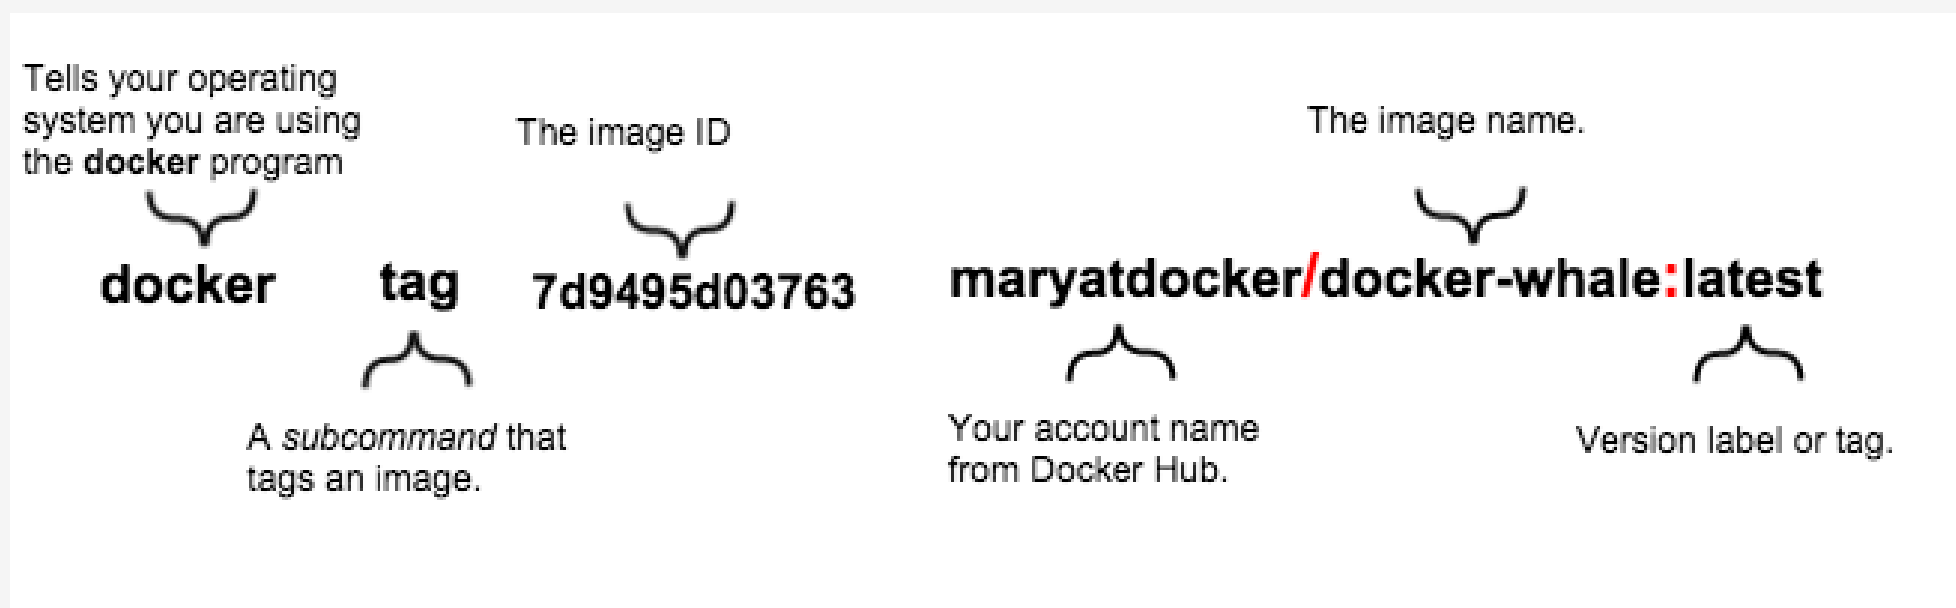 Tells your operating
system you are using
the docker program
The image ID
The image name.
docker tag 7d9495d03763 maryatdocker/docker-whale:latest
A subcommand that
tags an image.
Your account name
from Docker Hub.
Version label or tag.